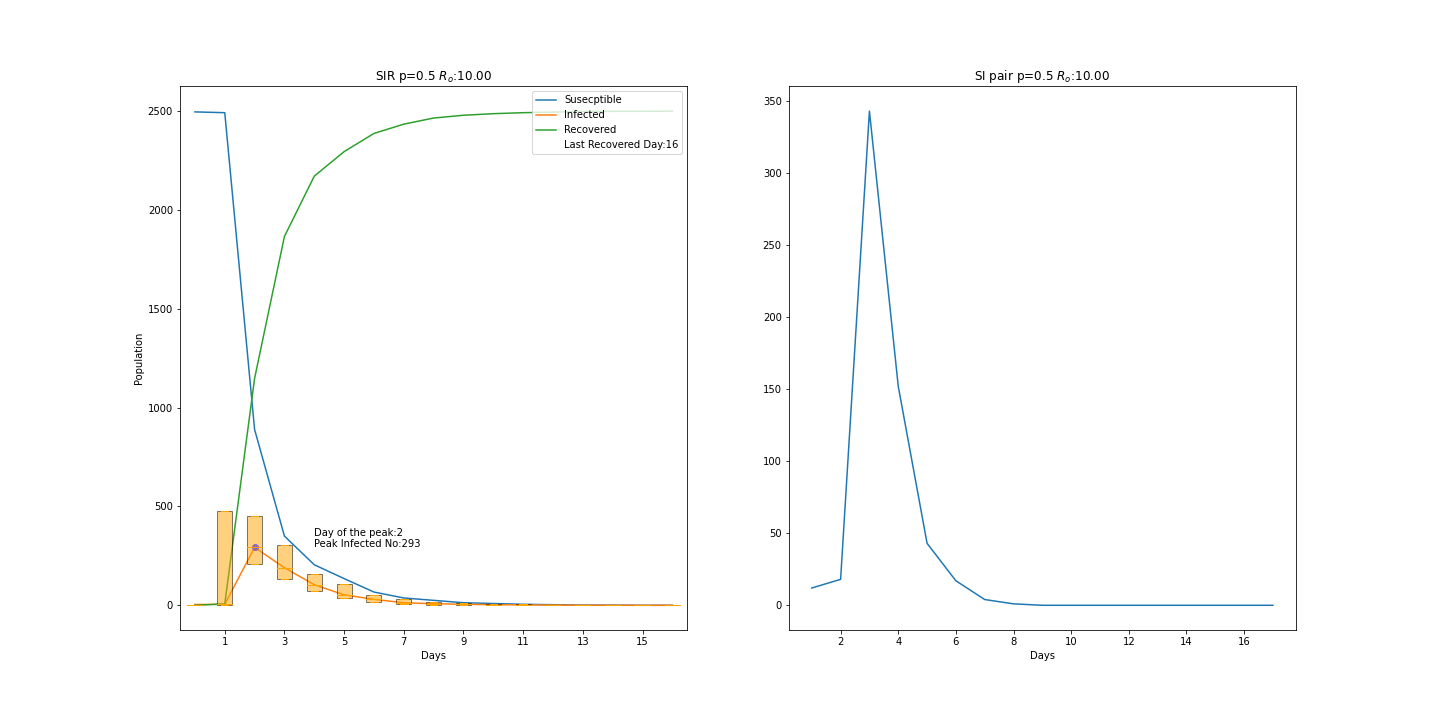 SIR p=0.5 Rₒ:10.00
Susecptible
Infected
Recovered
Last Recovered Day:16
2500
2000
1500
1000
500
0
Population
Day of the peak:2
Peak Infected No:293
1 3 5 7 9 11 13 15
Days
SI pair p=0.5 Rₒ:10.00
350
300
250
200
150
100
50
0
2 4 6 8 10 12 14 16
Days